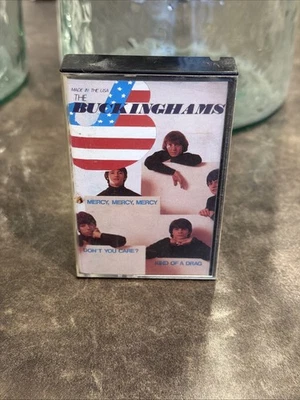 MADE IN THE USA
THE
BUCKINGHAMS
MERCY, MERCY, MERCY
DON'T YOU CARE?
KIND OF A DRAG